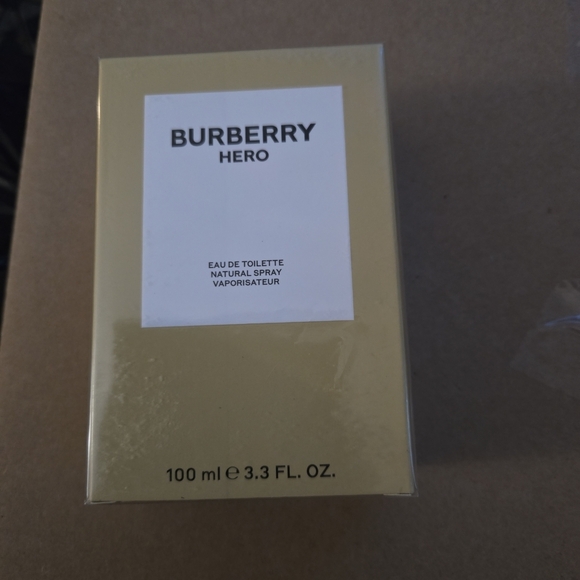 BURBERRY
HERO
EAU DE TOILETTE
NATURAL SPRAY
VAPORISATEUR
100 ml ℮ 3.3 FL. OZ.